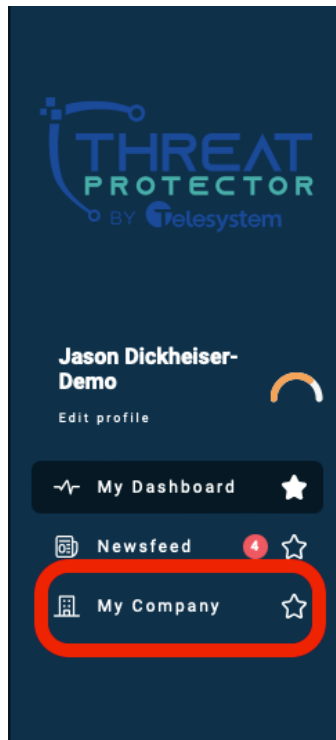 THREAT
PROTECTOR
BY Telesystem
Jason Dickheiser-
Demo
Edit profile
My Dashboard
Newsfeed 4
My Company